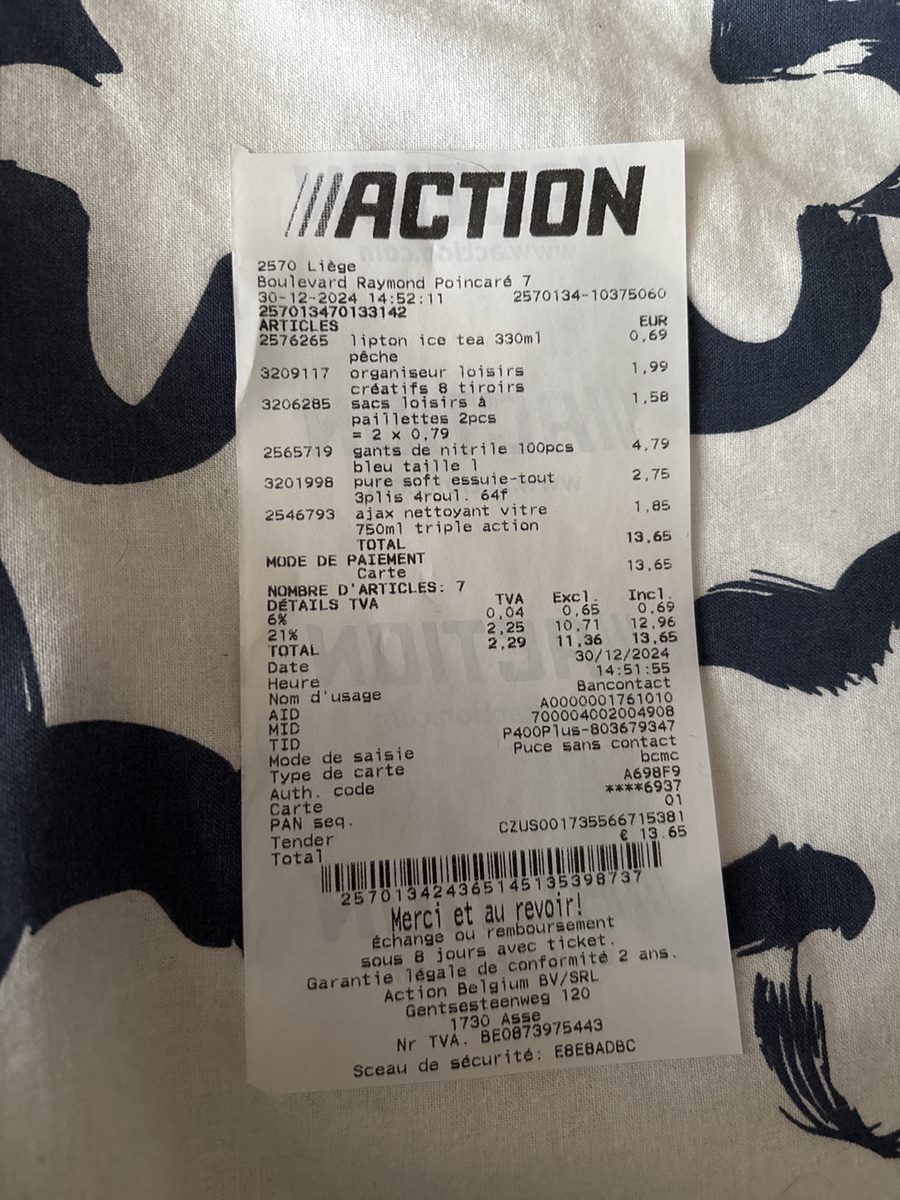 ///ACTION
2570 Liège
Boulevard Raymond Poincaré 7
30-12-2024 14:52:11 2570134-10375060
257013470133142
ARTICLES EUR
2576265 lipton ice tea 330ml 0,69
pêche
3209117 organiseur loisirs 1,99
créatifs 8 tiroirs
3206285 sacs loisirs à 1,58
paillettes 2pcs
= 2 x 0,79
2565719 gants de nitrile 100pcs 4,79
bleu taille l
3201998 pure soft essuie-tout 2,75
3plis 4roul. 64f
2546793 ajax nettoyant vitre 1,85
750ml triple action
TOTAL 13,65
MODE DE PAIEMENT
Carte 13,65
NOMBRE D'ARTICLES: 7
DÉTAILS TVA TVA Excl. Incl.
6% 0,04 0,65 0,69
21% 2,25 10,71 12,96
TOTAL 2,29 11,36 13,65
Date 30/12/2024
Heure 14:51:55
Nom d'usage Bancontact
AID A0000001761010
MID 700004002004908
TID P400Plus-803679347
Mode de saisie Puce sans contact
Type de carte bcmc
Auth. code A698F9
Carte ****6937
PAN seq. 01
Tender CZUS001735566715381
Total € 13.65
257013424365145135398737
Merci et au revoir!
Échange ou remboursement
sous 8 jours avec ticket.
Garantie légale de conformité 2 ans.
Action Belgium BV/SRL
Gentsesteenweg 120
1730 Asse
Nr TVA. BE0873975443
Sceau de sécurité: E8E8ADBC